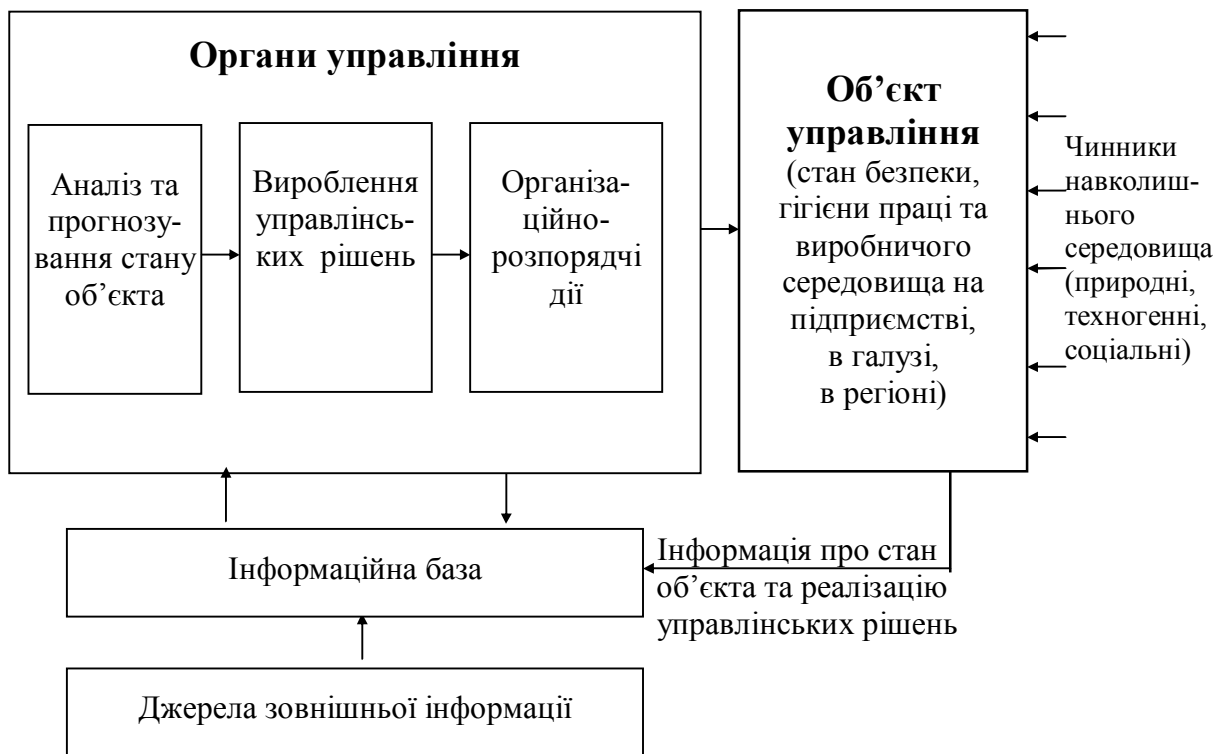 Органи управління
Аналіз та
прогнозу-
вання стану
об’єкта
Вироблення
управлінсь-
ких рішень
Організа-
ційно-
розпорядчі
дії
Об’єкт
управління
(стан безпеки,
гігієни праці та
виробничого
середовища на
підприємстві,
в галузі,
в регіоні)
Чинники
навколиш-
нього
середовища
(природні,
техногенні,
соціальні)
Інформаційна база
Інформація про стан
об’єкта та реалізацію
управлінських рішень
Джерела зовнішньої інформації